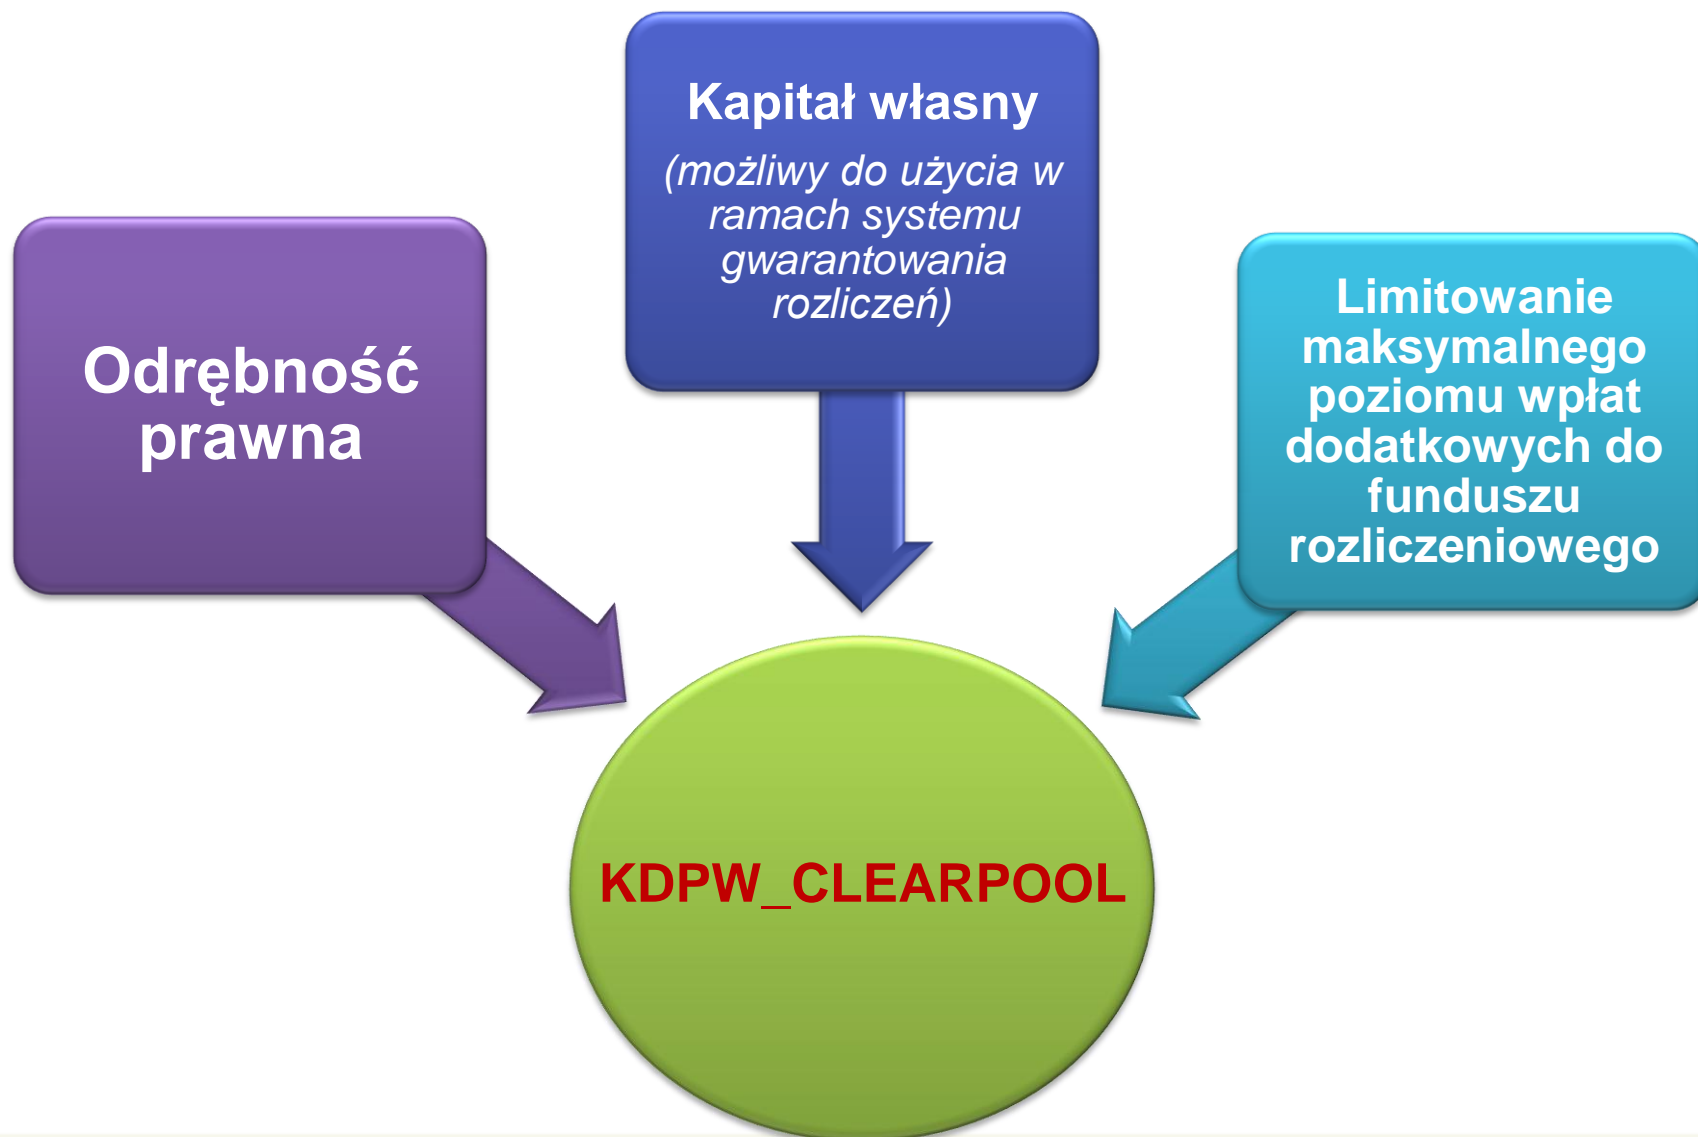 Odrębność
prawna
Kapitał własny
(możliwy do użycia w
ramach systemu
gwarantowania
rozliczeń)
Limitowanie
maksymalnego
poziomu wpłat
dodatkowych do
funduszu
rozliczeniowego
KDPW_CLEARPOOL